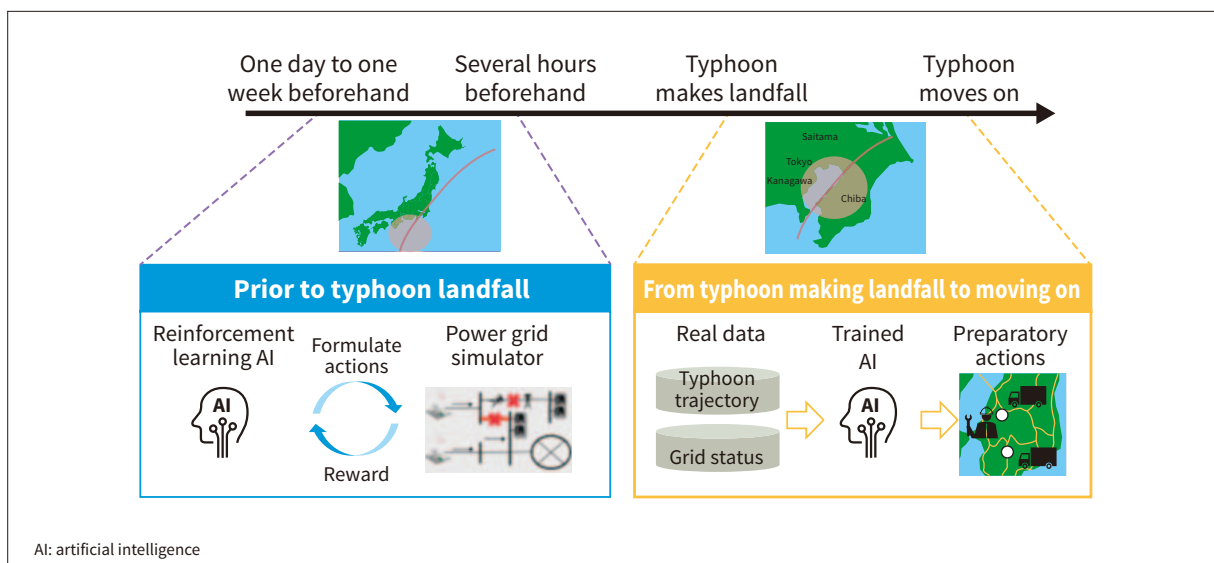 One day to one
week beforehand
Several hours
beforehand
Typhoon
makes landfall
Typhoon
moves on
Saitama
Tokyo
Kanagawa
Chiba
Prior to typhoon landfall
Reinforcement
learning AI
AI
Formulate
actions
Reward
Power grid
simulator
From typhoon making landfall to moving on
Real data
Typhoon
trajectory
Grid status
Trained
AI
AI
Preparatory
actions
AI: artificial intelligence